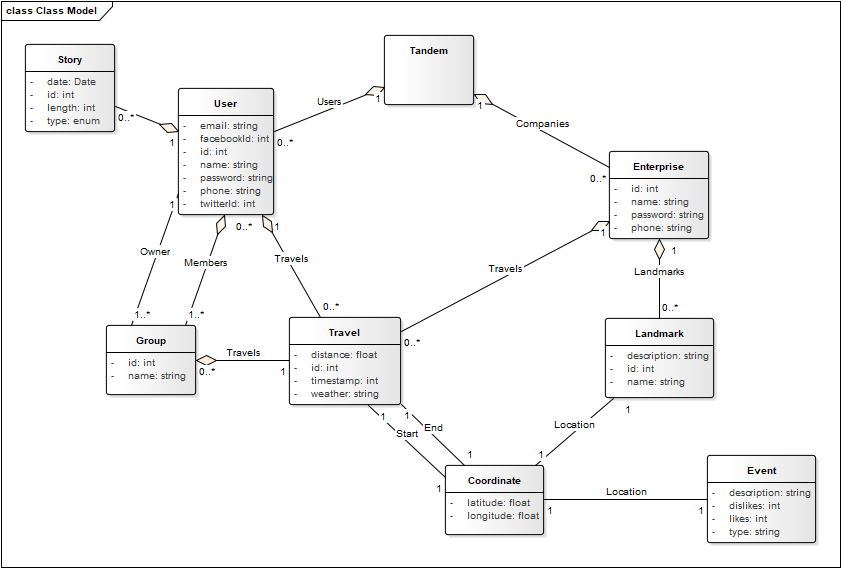 class Class Model
Story
- date: Date
- id: int
- length: int
- type: enum
0..*
1
User
- email: string
- facebookId: int
- id: int
- name: string
- password: string
- phone: string
- twitterId: int
Users
0..*
1
Tandem
1
Companies
0..*
Enterprise
- id: int
- name: string
- password: string
- phone: string
1
Owner
1..*
0..*
Members
1..*
1
Travels
0..*
1
Travels
0..*
1
Landmarks
0..*
Group
- id: int
- name: string
0..*
Travels
1
Travel
- distance: float
- id: int
- timestamp: int
- weather: string
Landmark
- description: string
- id: int
- name: string
1
Start
1
1
End
1
1
Location
1
Coordinate
- latitude: float
- longitude: float
1
Location
1
Event
- description: string
- dislikes: int
- likes: int
- type: string